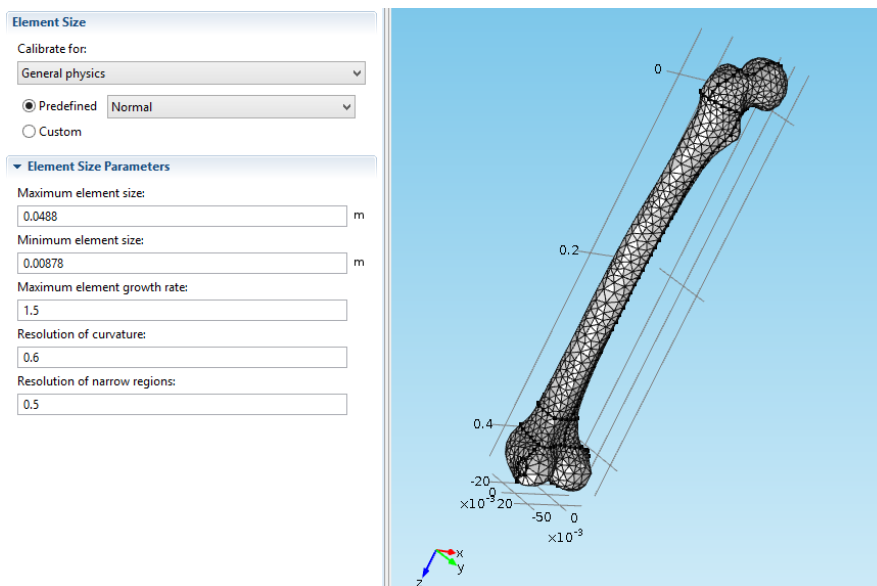 Element Size
Calibrate for:
General physics
Predefined Normal
Custom
Element Size Parameters
Maximum element size:
0.0488 m
Minimum element size:
0.00878 m
Maximum element growth rate:
1.5
Resolution of curvature:
0.6
Resolution of narrow regions:
0.5
0
0.2
0.4
-20
0
×10⁻³ 20
-50 0
×10⁻³
x
y
z